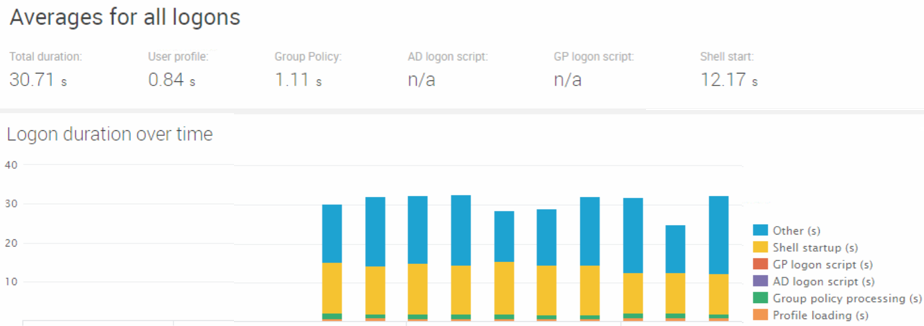 Averages for all logons
Total duration: User profile: Group Policy: AD logon script: GP logon script: Shell start:
30.71 s 0.84 s 1.11 s n/a n/a 12.17 s
Logon duration over time
40
30
20
10
Other (s)
Shell startup (s)
GP logon script (s)
AD logon script (s)
Group policy processing (s)
Profile loading (s)